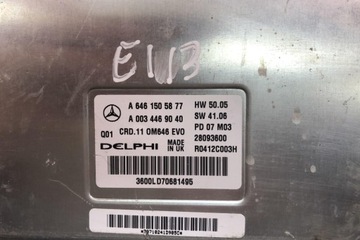 EU3
A 646 150 58 77 HW 50.05
A 003 446 90 40 SW 41.06
Q01 CRD.11 OM646 EVO PD 07 M03
DELPHI MADE IN UK 28093600
R0412C003H
3600LD70681495